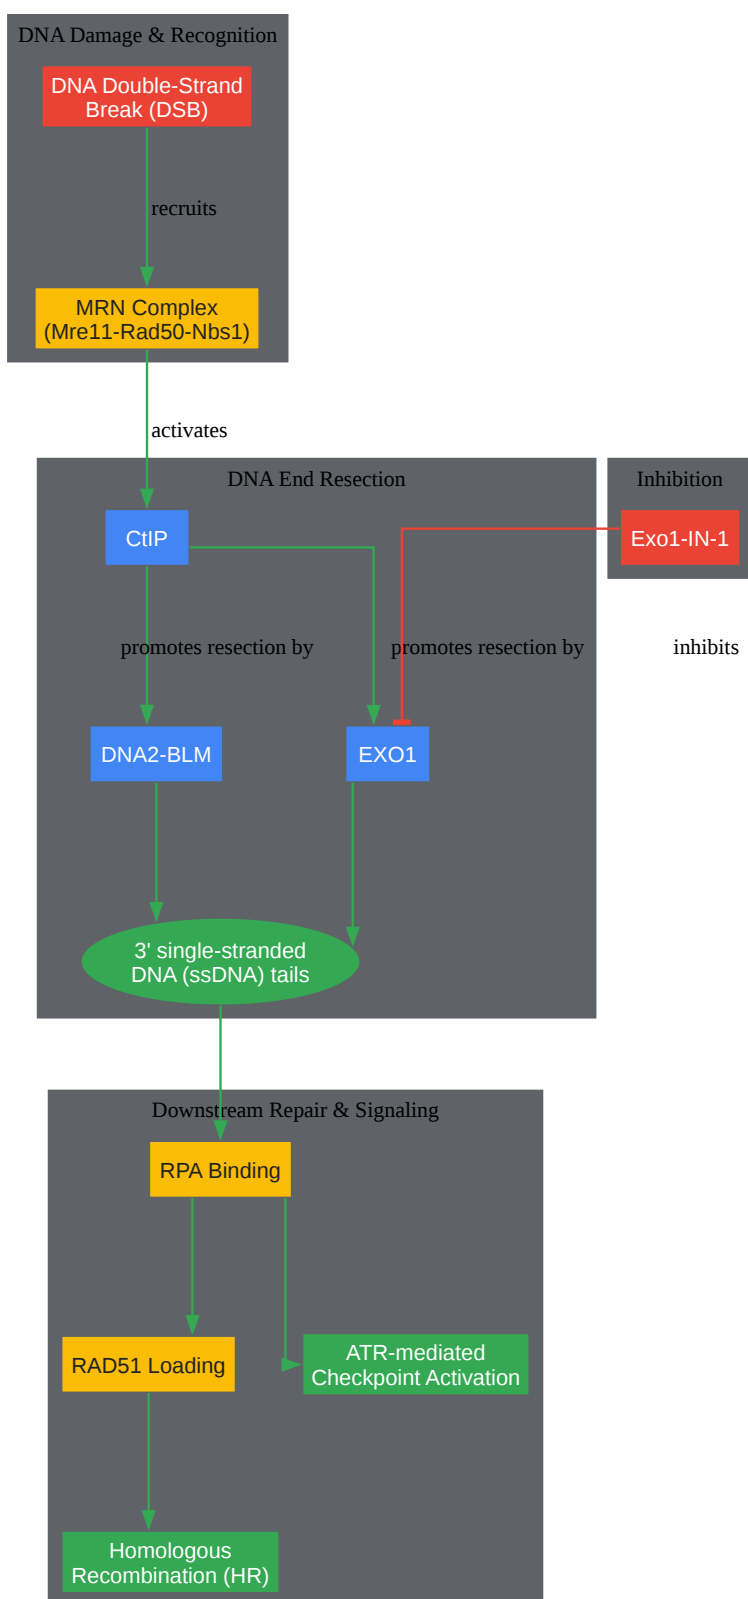 DNA Damage & Recognition
DNA Double-Strand
Break (DSB)
recruits
MRN Complex
(Mre11-Rad50-Nbs1)
activates
DNA End Resection
Inhibition
CtIP
Exo1-IN-1
promotes resection by
promotes resection by
inhibits
DNA2-BLM
EXO1
3' single-stranded
DNA (ssDNA) tails
Downstream Repair & Signaling
RPA Binding
RAD51 Loading
ATR-mediated
Checkpoint Activation
Homologous
Recombination (HR)